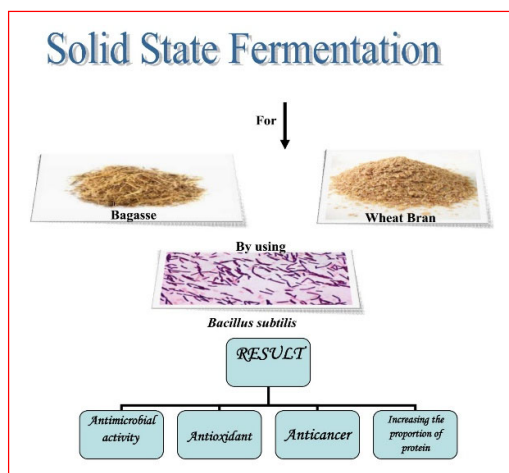 Solid State Fermentation
For
Bagasse
Wheat Bran
By using
Bacillus subtilis
RESULT
Antimicrobial
activity
Antioxidant
Anticancer
Increasing the
proportion of
protein